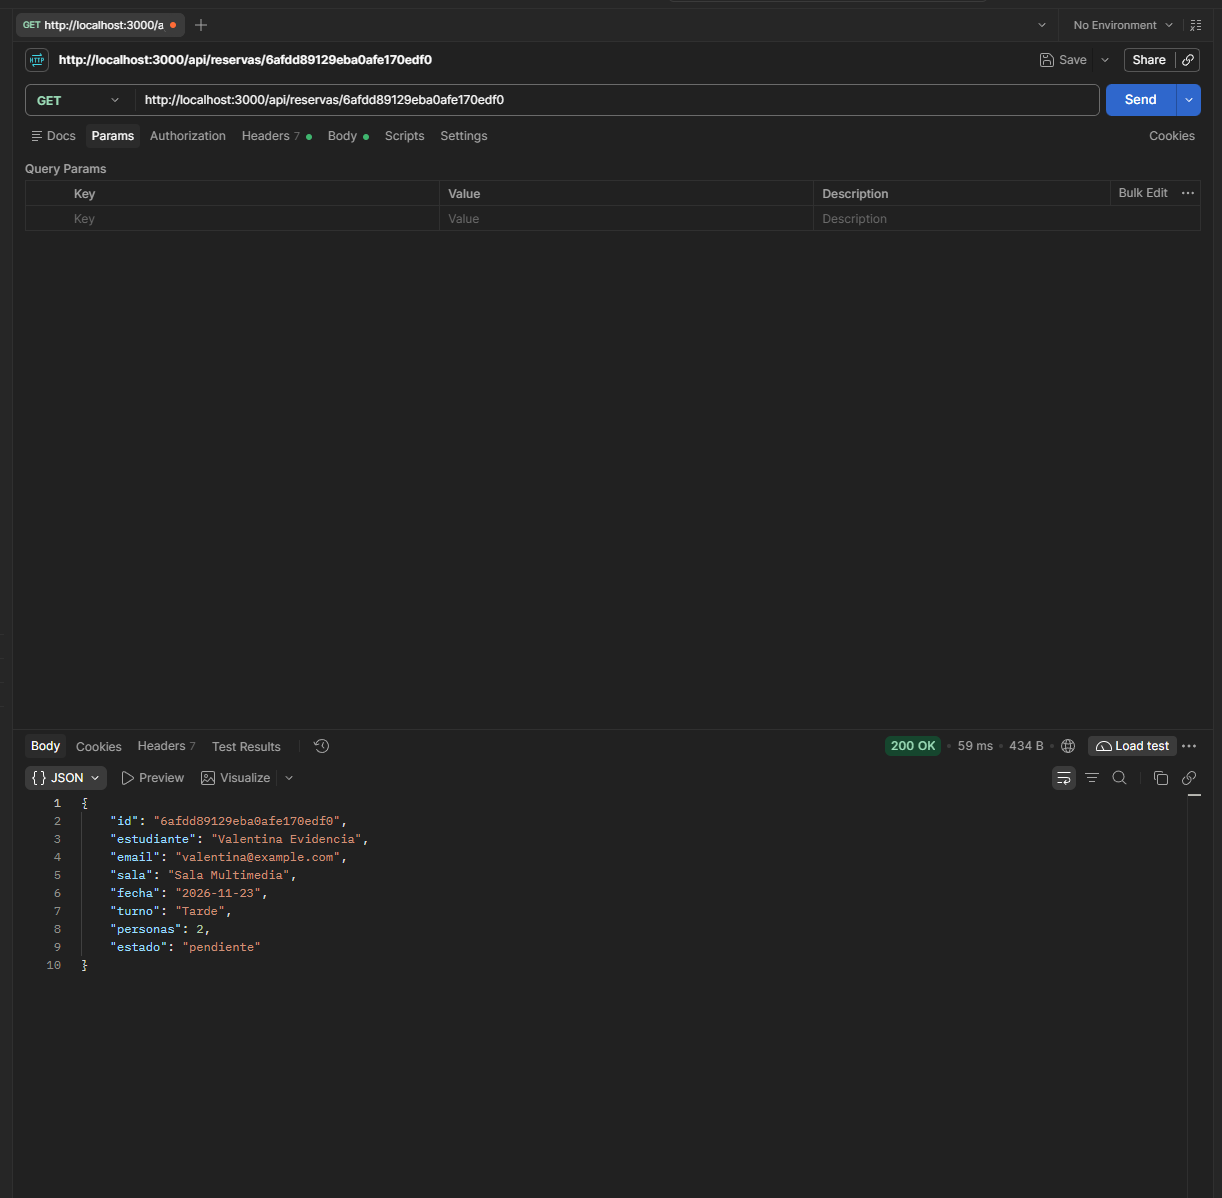 GET http://localhost:3000/a
No Environment
HTTP http://localhost:3000/api/reservas/6afdd89129eba0afe170edf0 Save Share
GET http://localhost:3000/api/reservas/6afdd89129eba0afe170edf0 Send
Docs Params Authorization Headers 7 Body Scripts Settings Cookies
Query Params
Key Value Description Bulk Edit
Key Value Description
Body Cookies Headers 7 Test Results 200 OK 59 ms 434 B Load test
{} JSON Preview Visualize
1 {
2 "id": "6afdd89129eba0afe170edf0",
3 "estudiante": "Valentina Evidencia",
4 "email": "valentina@example.com",
5 "sala": "Sala Multimedia",
6 "fecha": "2026-11-23",
7 "turno": "Tarde",
8 "personas": 2,
9 "estado": "pendiente"
10 }